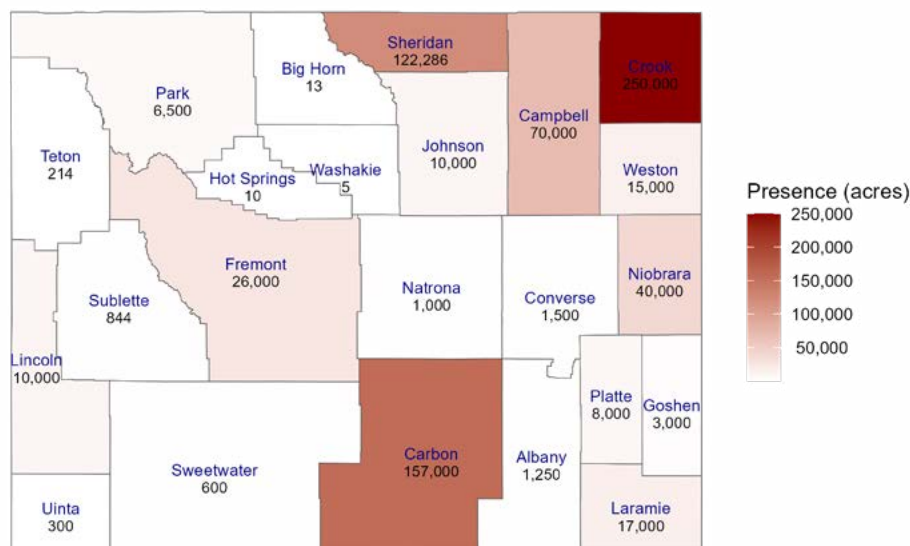 Sheridan
122,286
Big Horn
13
Crook
250,000
Park
6,500
Campbell
70,000
Johnson
10,000
Teton
214
Washakie
5
Hot Springs
10
Weston
15,000
Presence (acres)
250,000
200,000
150,000
100,000
50,000
Fremont
26,000
Niobrara
40,000
Natrona
1,000
Converse
1,500
Sublette
844
Lincoln
10,000
Platte
8,000
Goshen
3,000
Carbon
157,000
Albany
1,250
Sweetwater
600
Uinta
300
Laramie
17,000